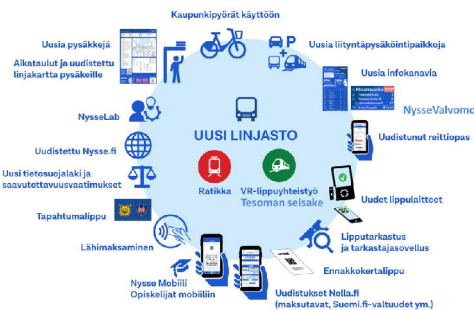 Kaupunkipyörät käyttöön
Uusia pysäkkejä
Aikataulut ja uudistettu
linjakartta pysäkeille
Uusia liityntäpysäköintipaikkoja
Uusia infokanavia
NysseValvomo
NysseLab
Uudistunut reittiopas
UUSI LINJASTO
Uudistettu Nysse.fi
Uusi tietosuojalaki ja
saavutettavuusvaatimukset
Ratikka
VR-lippuyhteistyö
Tesoman seisake
Uudet lippulaitteet
Tapahtumalippu
Lipputarkastus
ja tarkastajasovellus
Lähimaksaminen
Ennakkokertalippu
Nysse Mobiili
Opiskelijat mobiiliin
Uudistukset Nella.fi
(maksutavat, Suomi.fi-valtuudet ym.)